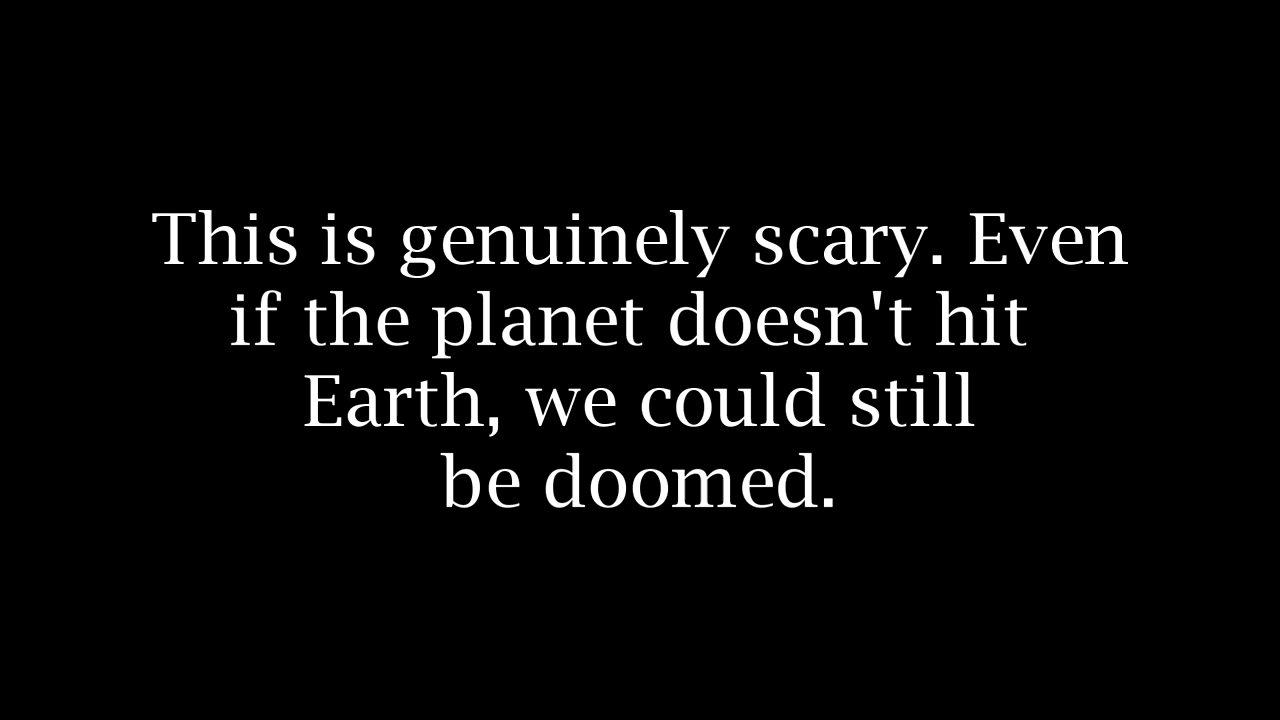 This is genuinely scary. Even
if the planet doesn't hit
Earth, we could still
be doomed.